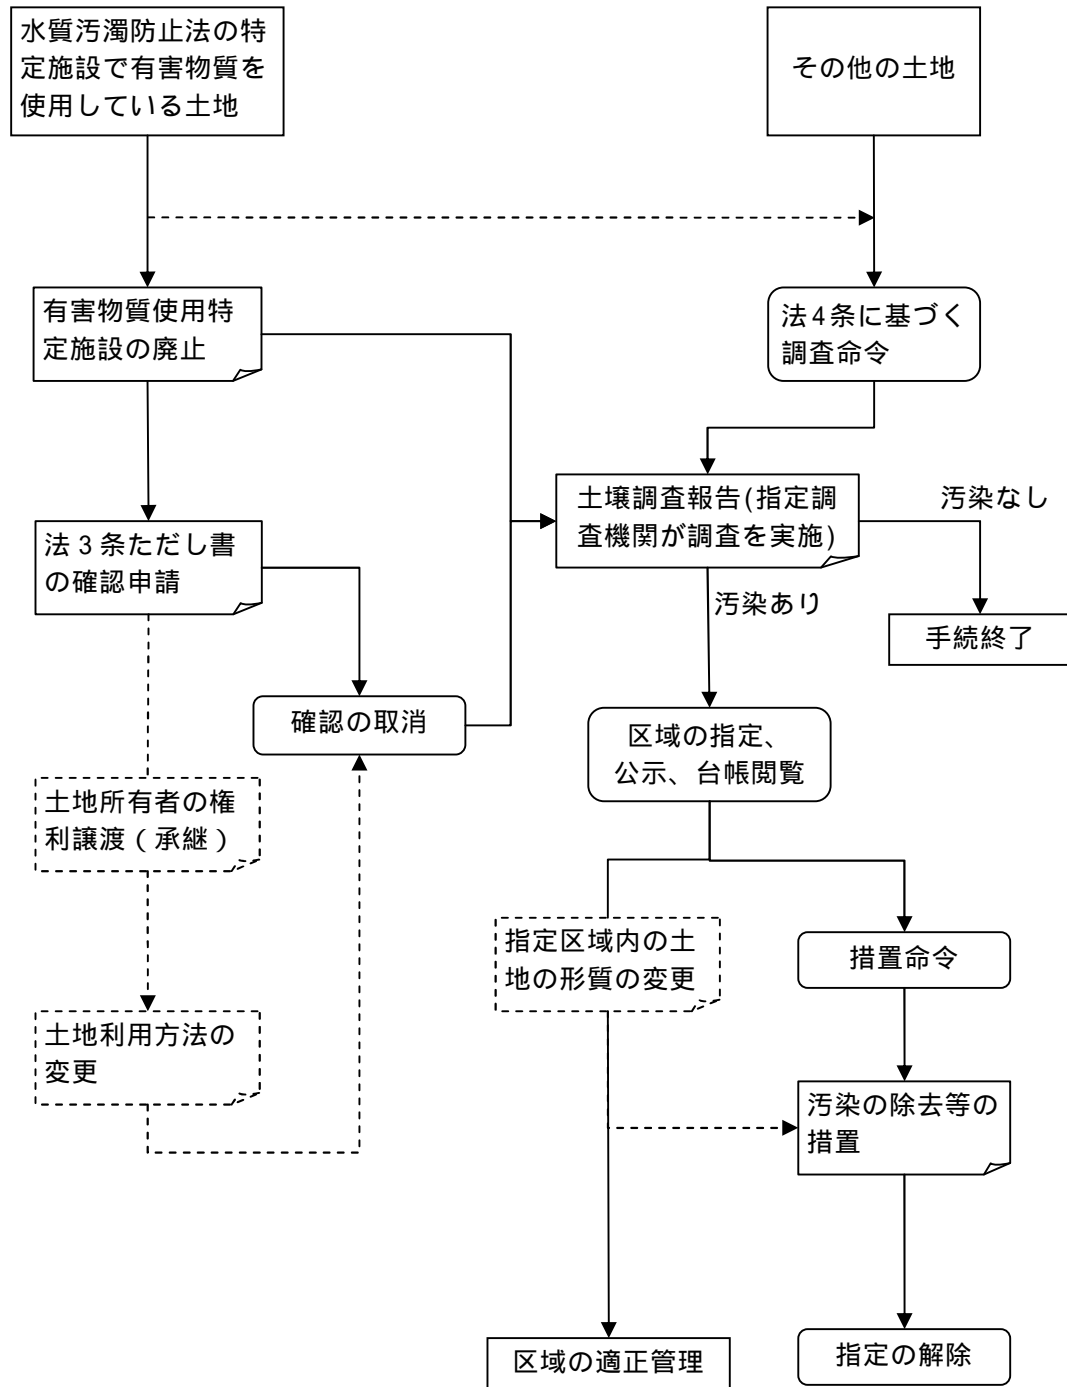 水質汚濁防止法の特
定施設で有害物質を
使用している土地
その他の土地
有害物質使用特
定施設の廃止
法4条に基づく
調査命令
土壌調査報告(指定調
査機関が調査を実施)
汚染なし
法3条ただし書
の確認申請
汚染あり
手続終了
確認の取消
区域の指定、
公示、台帳閲覧
土地所有者の権
利譲渡(承継)
指定区域内の土
地の形質の変更
措置命令
土地利用方法の
変更
汚染の除去等の
措置
区域の適正管理
指定の解除